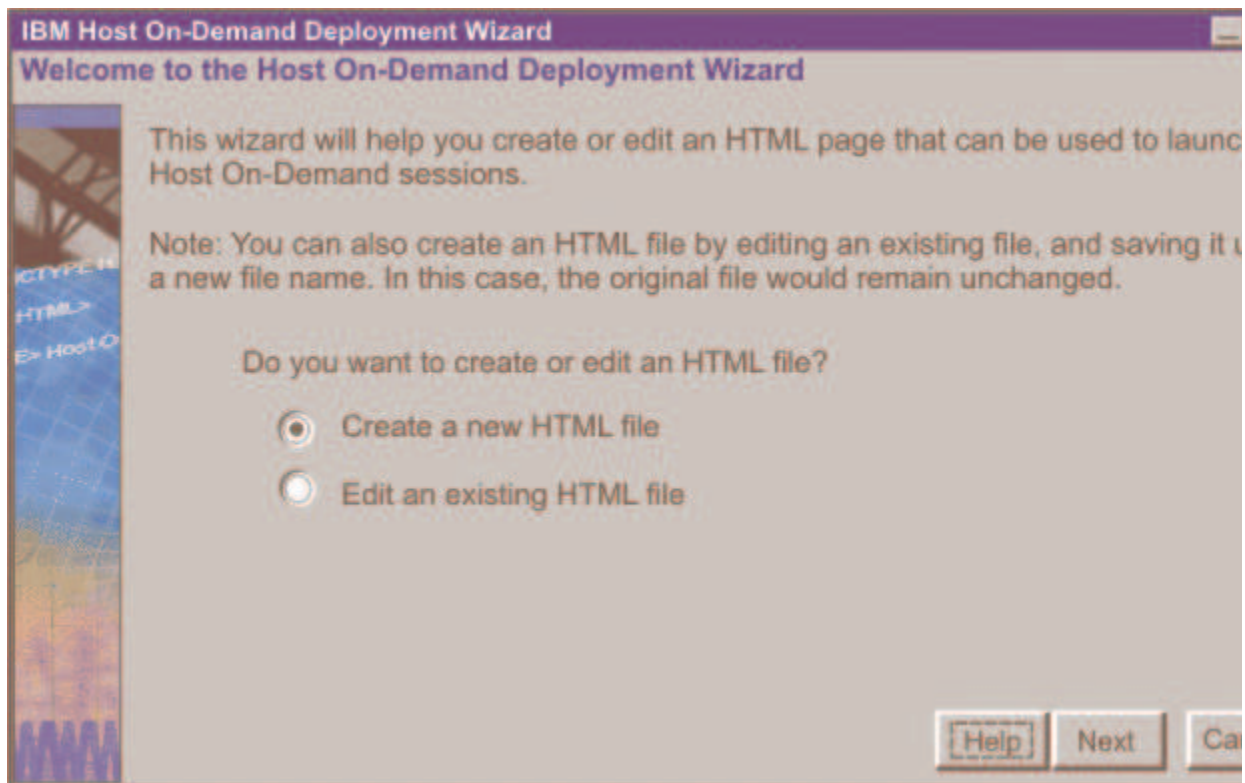 IBM Host On-Demand Deployment Wizard
Welcome to the Host On-Demand Deployment Wizard
This wizard will help you create or edit an HTML page that can be used to launc
Host On-Demand sessions.
Note: You can also create an HTML file by editing an existing file, and saving it u
a new file name. In this case, the original file would remain unchanged.
CTYPE H
HTML>
E> Host O
Do you want to create or edit an HTML file?
Create a new HTML file
Edit an existing HTML file
Help Next Can